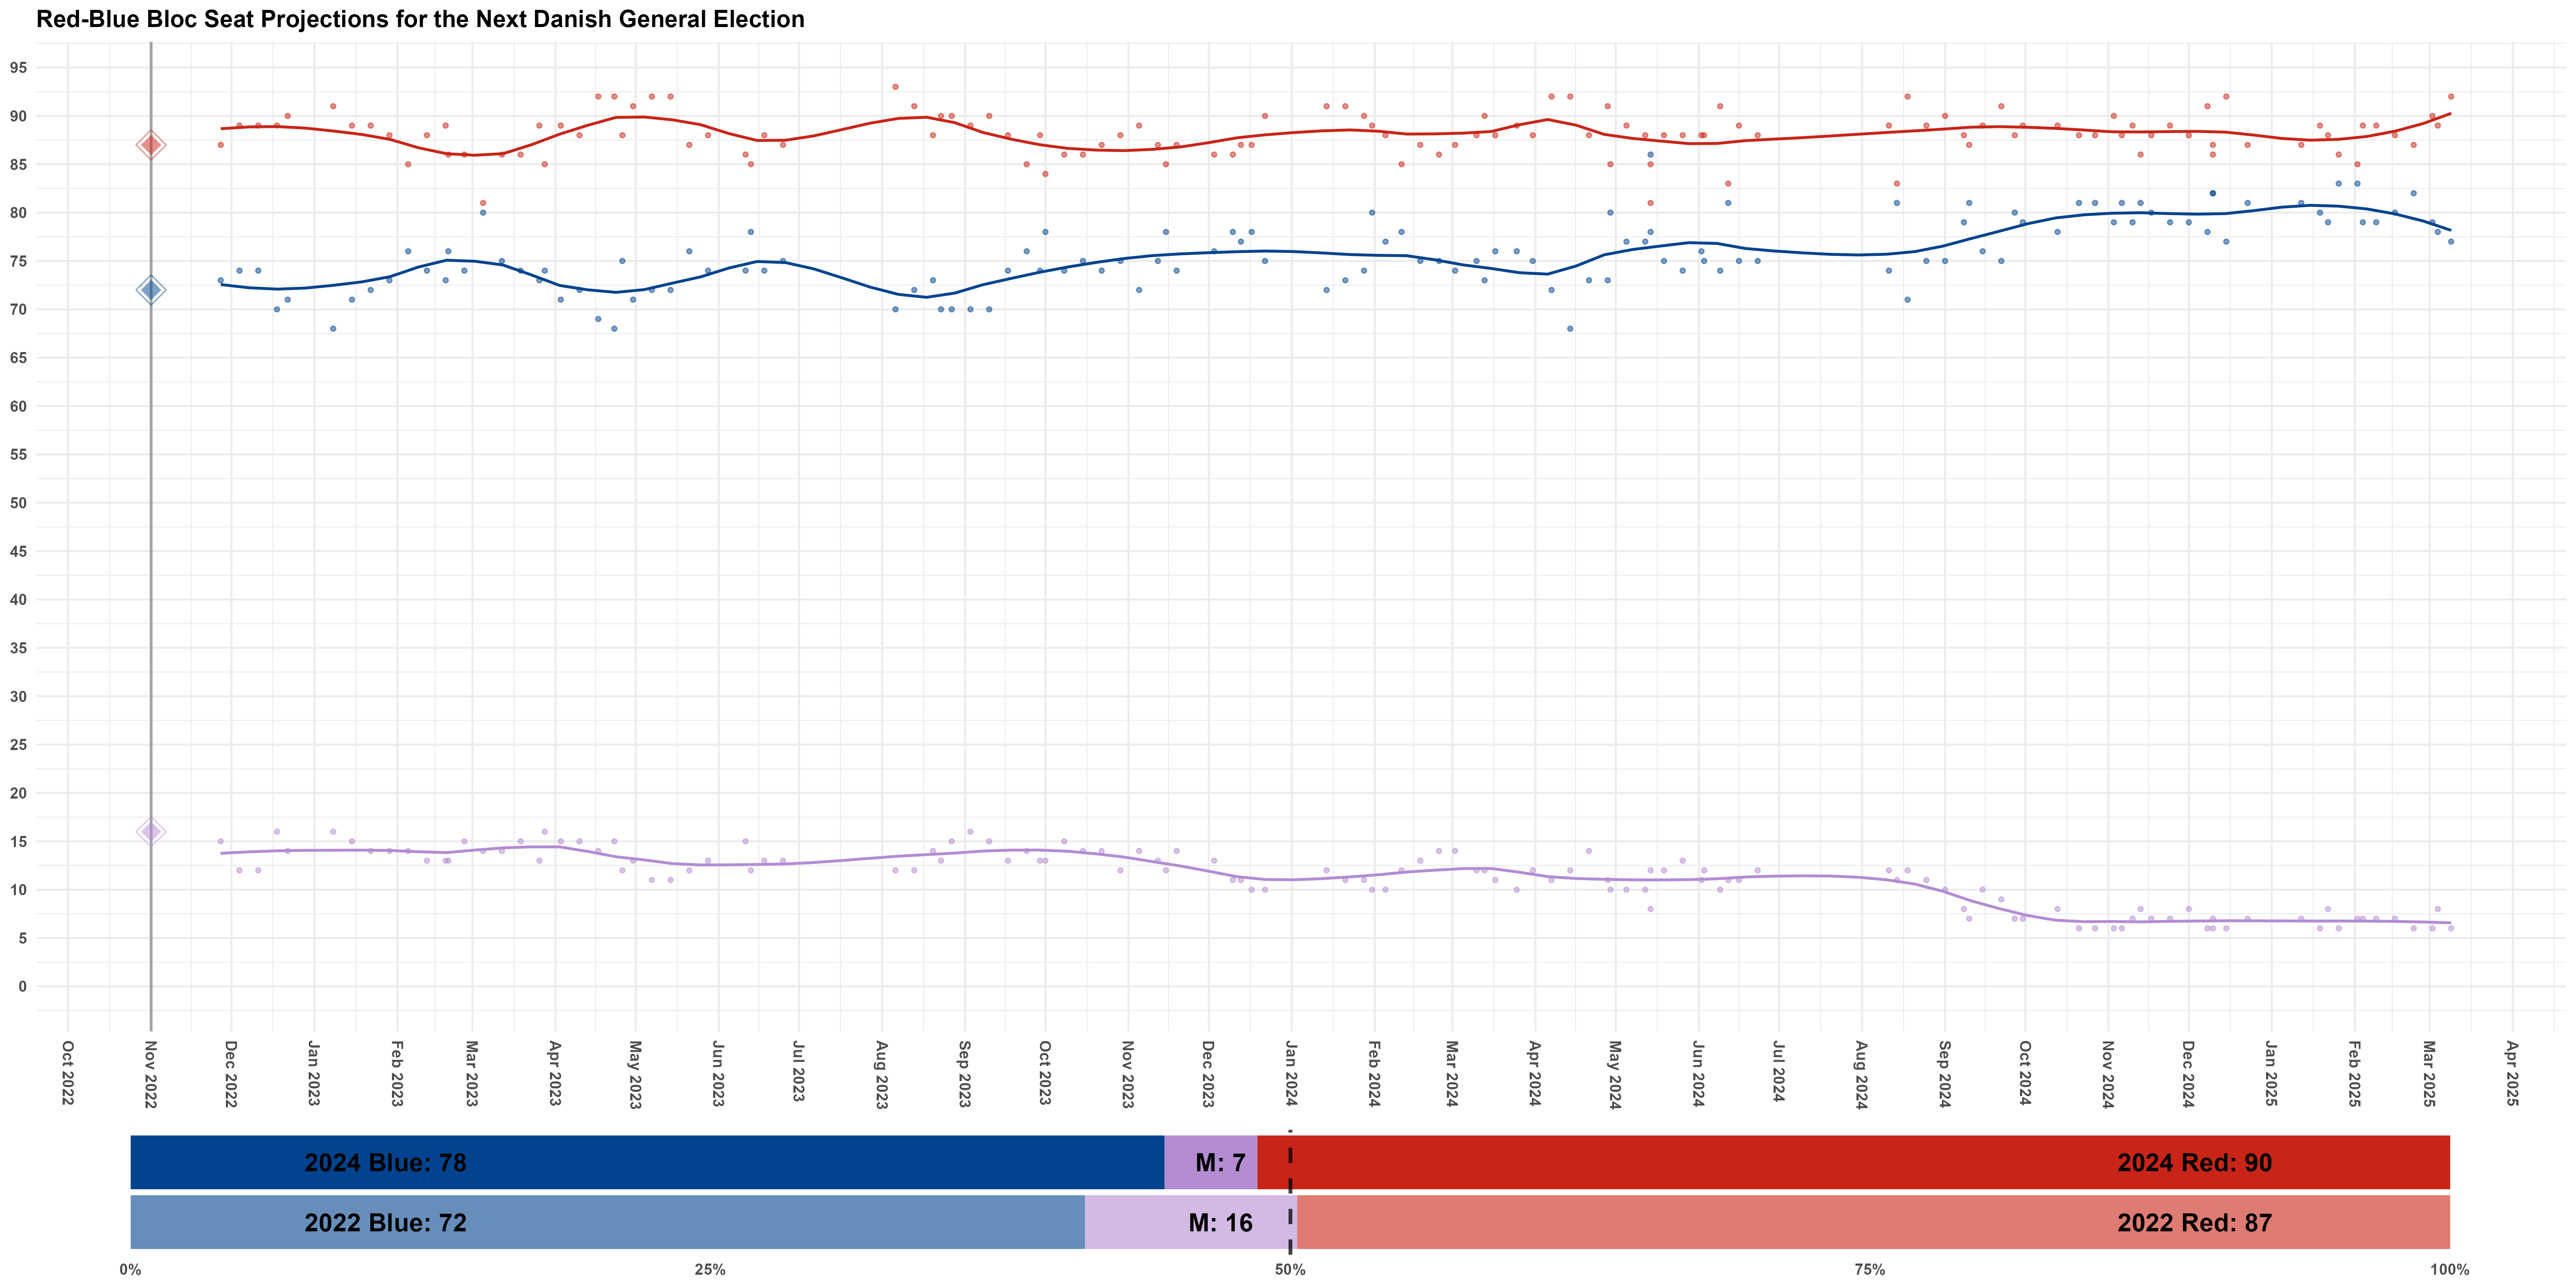 Red-Blue Bloc Seat Projections for the Next Danish General Election
95
90
85
80
75
70
65
60
55
50
45
40
35
30
25
20
15
10
5
0
Oct 2022
Nov 2022
Dec 2022
Jan 2023
Feb 2023
Mar 2023
Apr 2023
May 2023
Jun 2023
Jul 2023
Aug 2023
Sep 2023
Oct 2023
Nov 2023
Dec 2023
Jan 2024
Feb 2024
Mar 2024
Apr 2024
May 2024
Jun 2024
Jul 2024
Aug 2024
Sep 2024
Oct 2024
Nov 2024
Dec 2024
Jan 2025
Feb 2025
Mar 2025
Apr 2025
2024 Blue: 78 M: 7 2024 Red: 90
2022 Blue: 72 M: 16 2022 Red: 87
0% 25% 50% 75% 100%